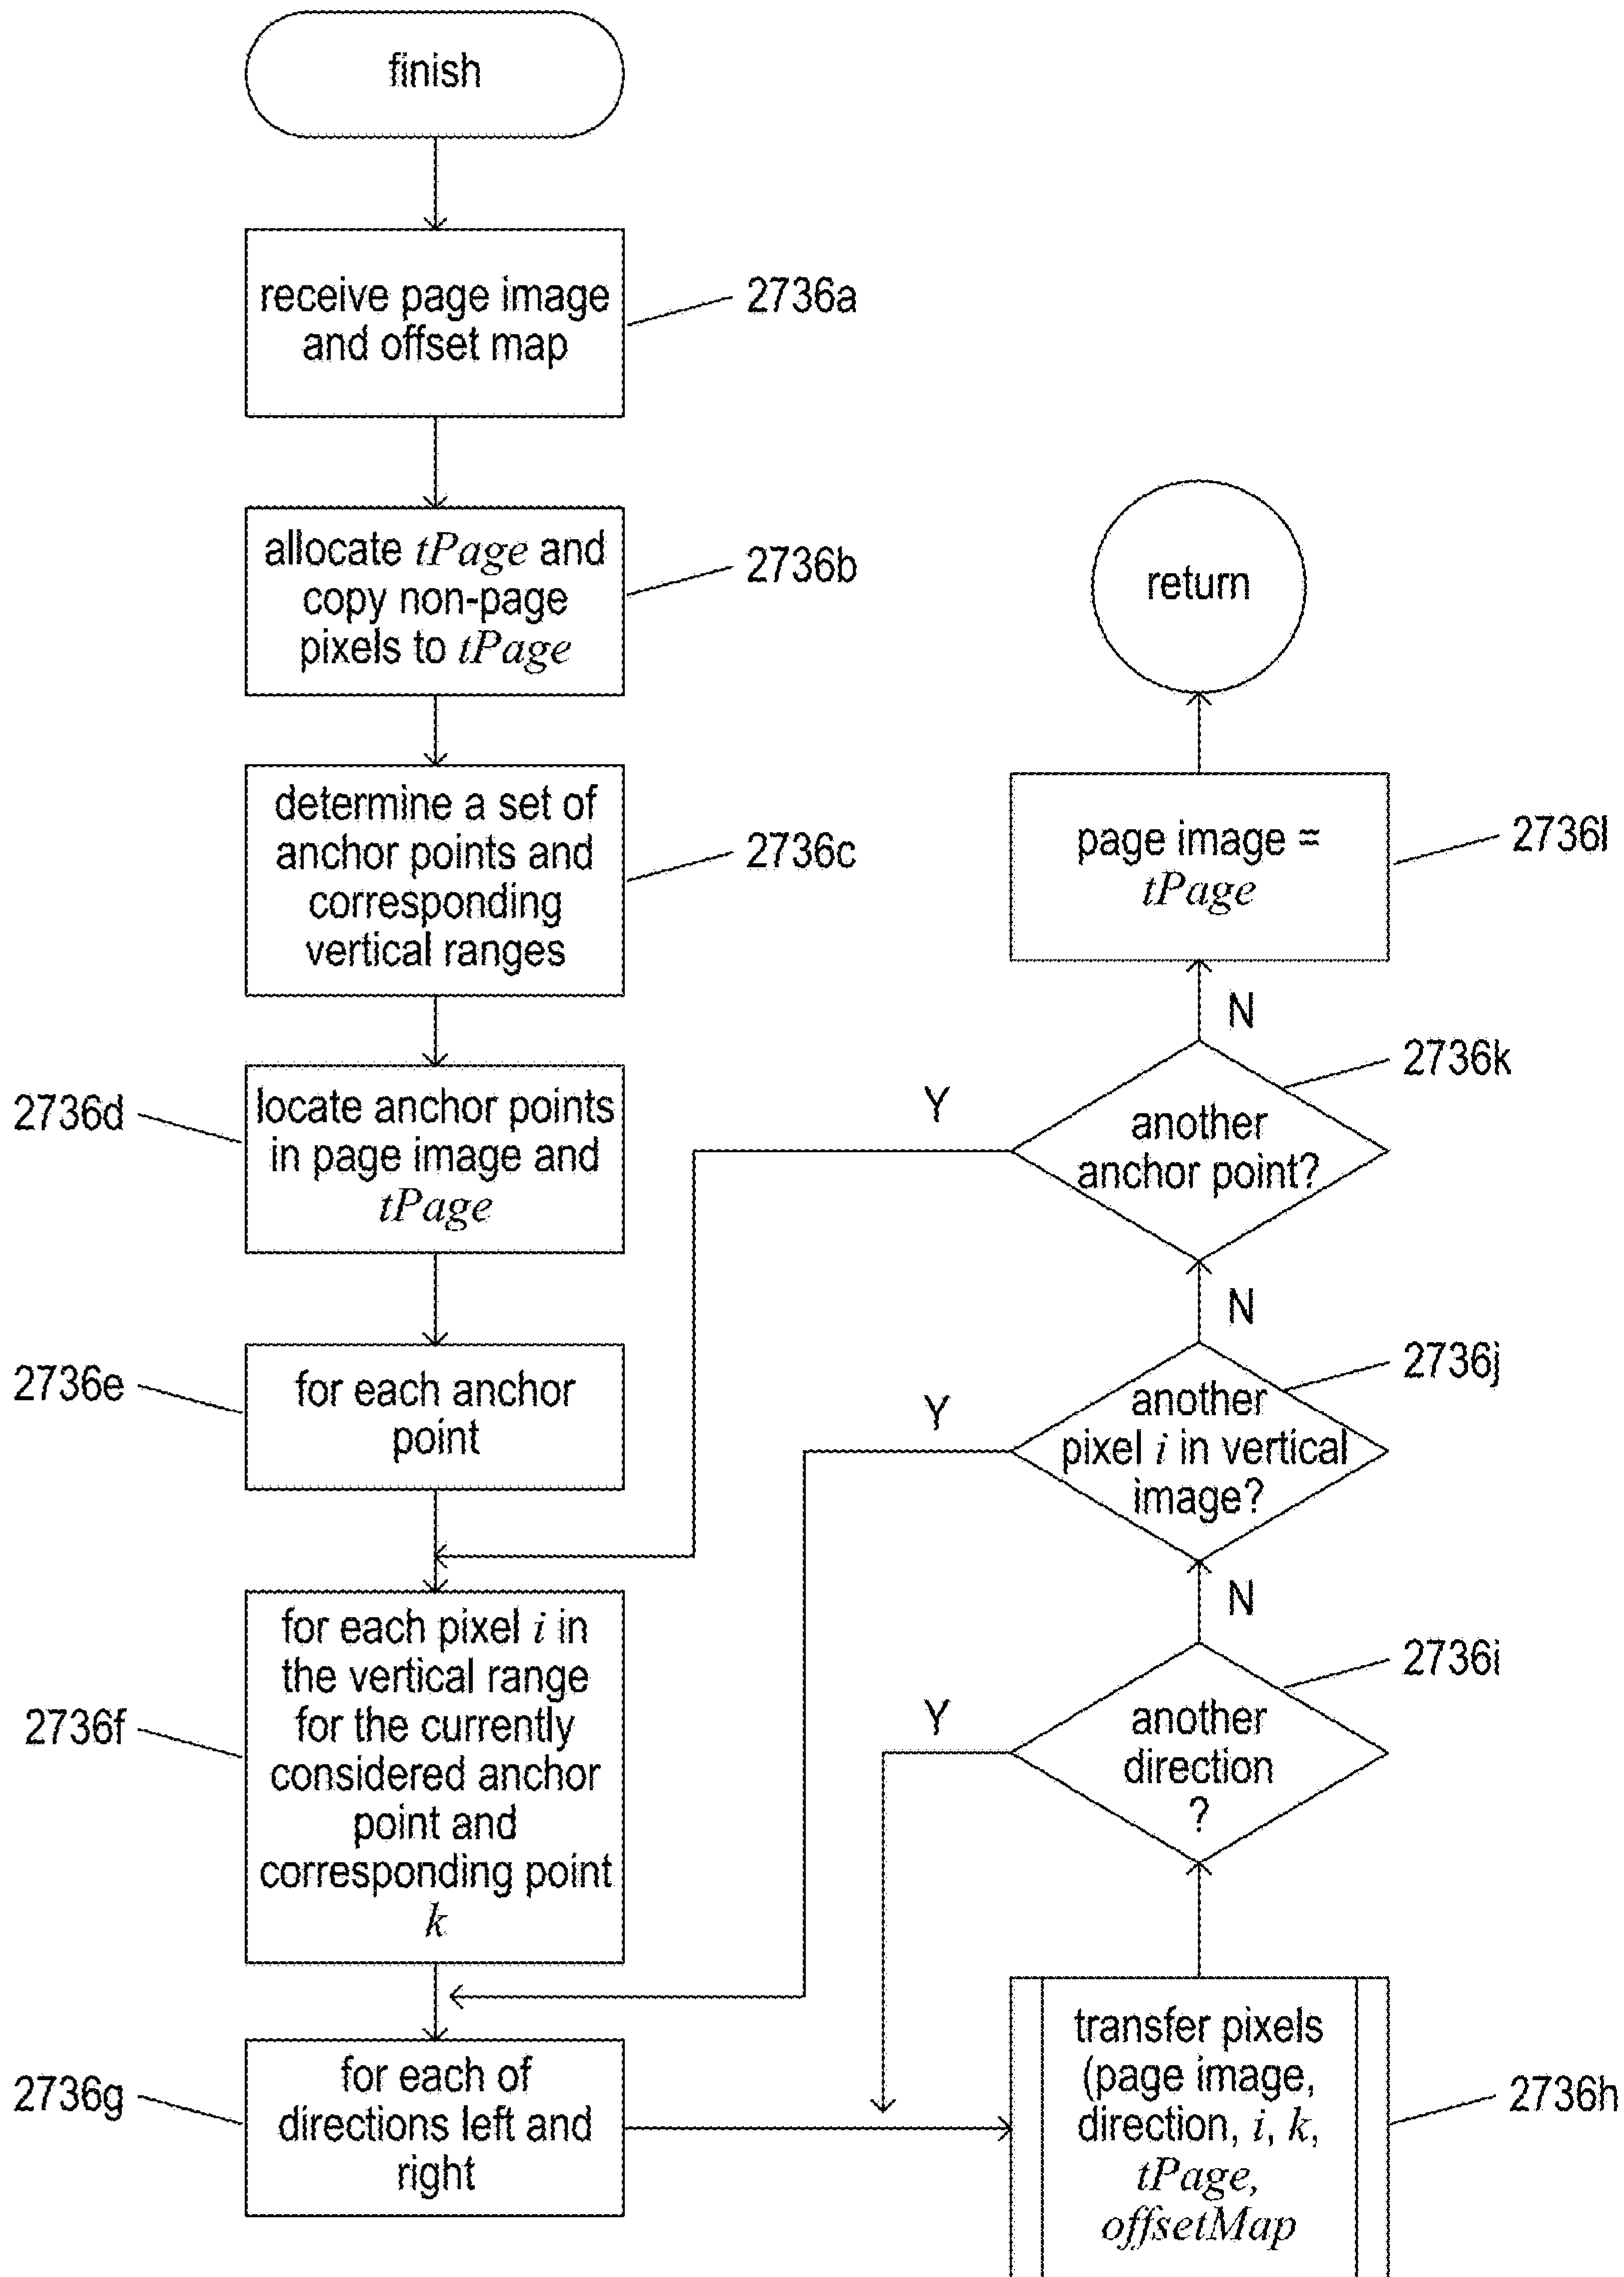 finish
receive page image
and offset map
2736a
allocate tPage and
copy non-page
pixels to tPage
2736b
determine a set of
anchor points and
corresponding
vertical ranges
2736c
2736d
locate anchor points
in page image and
tPage
2736e
for each anchor
point
2736f
for each pixel i in
the vertical range
for the currently
considered anchor
point and
corresponding point
k
2736g
for each of
directions left and
right
transfer pixels
(page image,
direction, i, k,
tPage,
offsetMap
2736h
another
direction
?
2736i
Y
N
another
pixel i in vertical
image?
2736j
Y
N
another
anchor point?
2736k
Y
N
page image =
tPage
2736l
return